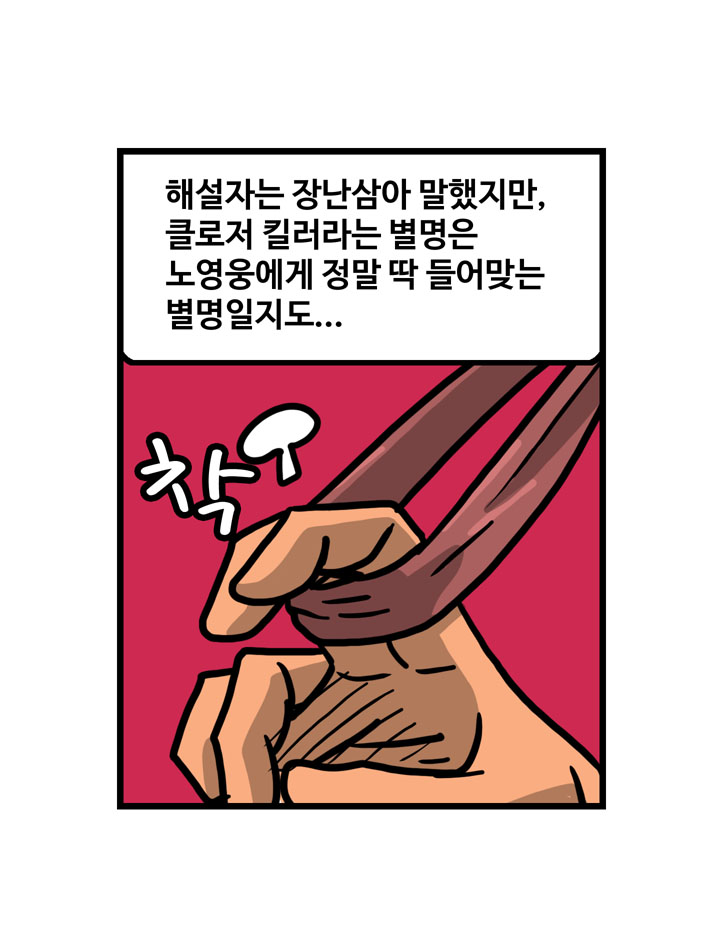 해설자는 장난삼아 말했지만,
클로저 킬러라는 별명은
노영웅에게 정말 딱 들어맞는
별명일지도...
착